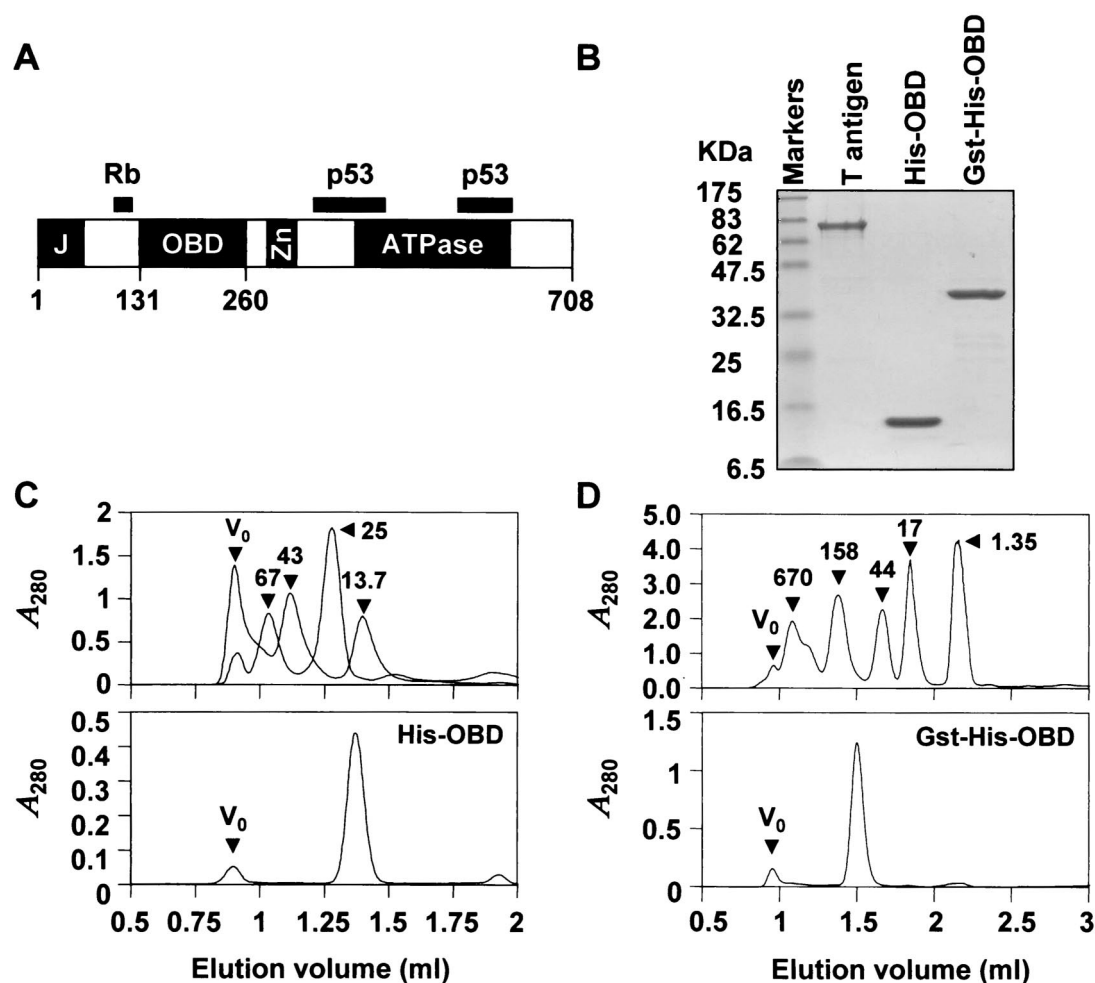 A
Rb
p53
p53
J
OBD
Zn
ATPase
1
131
260
708
B
KDa
Markers
T antigen
His-OBD
Gst-His-OBD
175
83
62
47.5
32.5
25
16.5
6.5
C
2
1.5
1
0.5
0
A280
V0
67
43
25
13.7
0.5
0.4
0.3
0.2
0.1
0
A280
His-OBD
V0
0.5
0.75
1
1.25
1.75
2
Elution volume (ml)
D
5.0
4.0
3.0
2.0
1.0
0.0
A280
V0
670
158
44
17
1.35
1.5
1
0.5
0
A280
Gst-His-OBD
V0
0.5
1
1.5
2
2.5
3
Elution volume (ml)